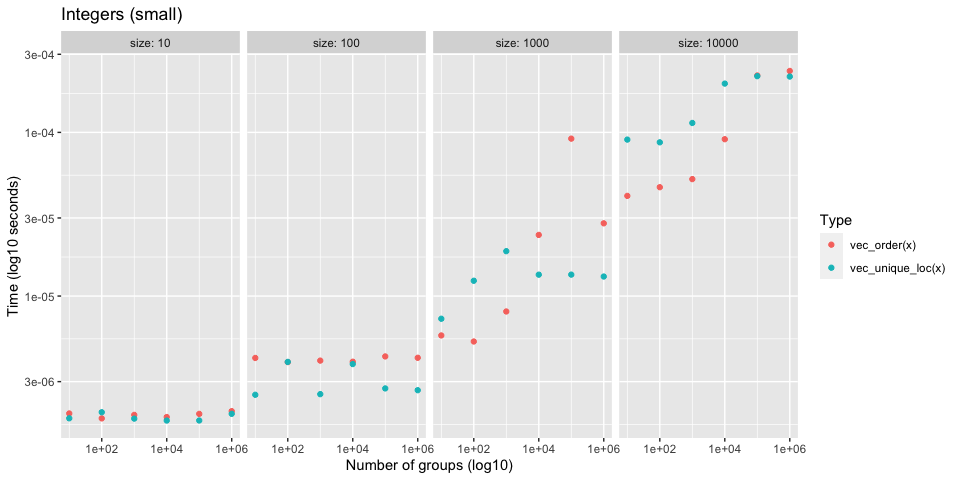 Integers (small)
size: 10
size: 100
size: 1000
size: 10000
3e-04
1e-04
3e-05
1e-05
3e-06
Time (log10 seconds)
1e+02 1e+04 1e+06
1e+02 1e+04 1e+06
1e+02 1e+04 1e+06
1e+02 1e+04 1e+06
Number of groups (log10)
Type
vec_order(x)
vec_unique_loc(x)